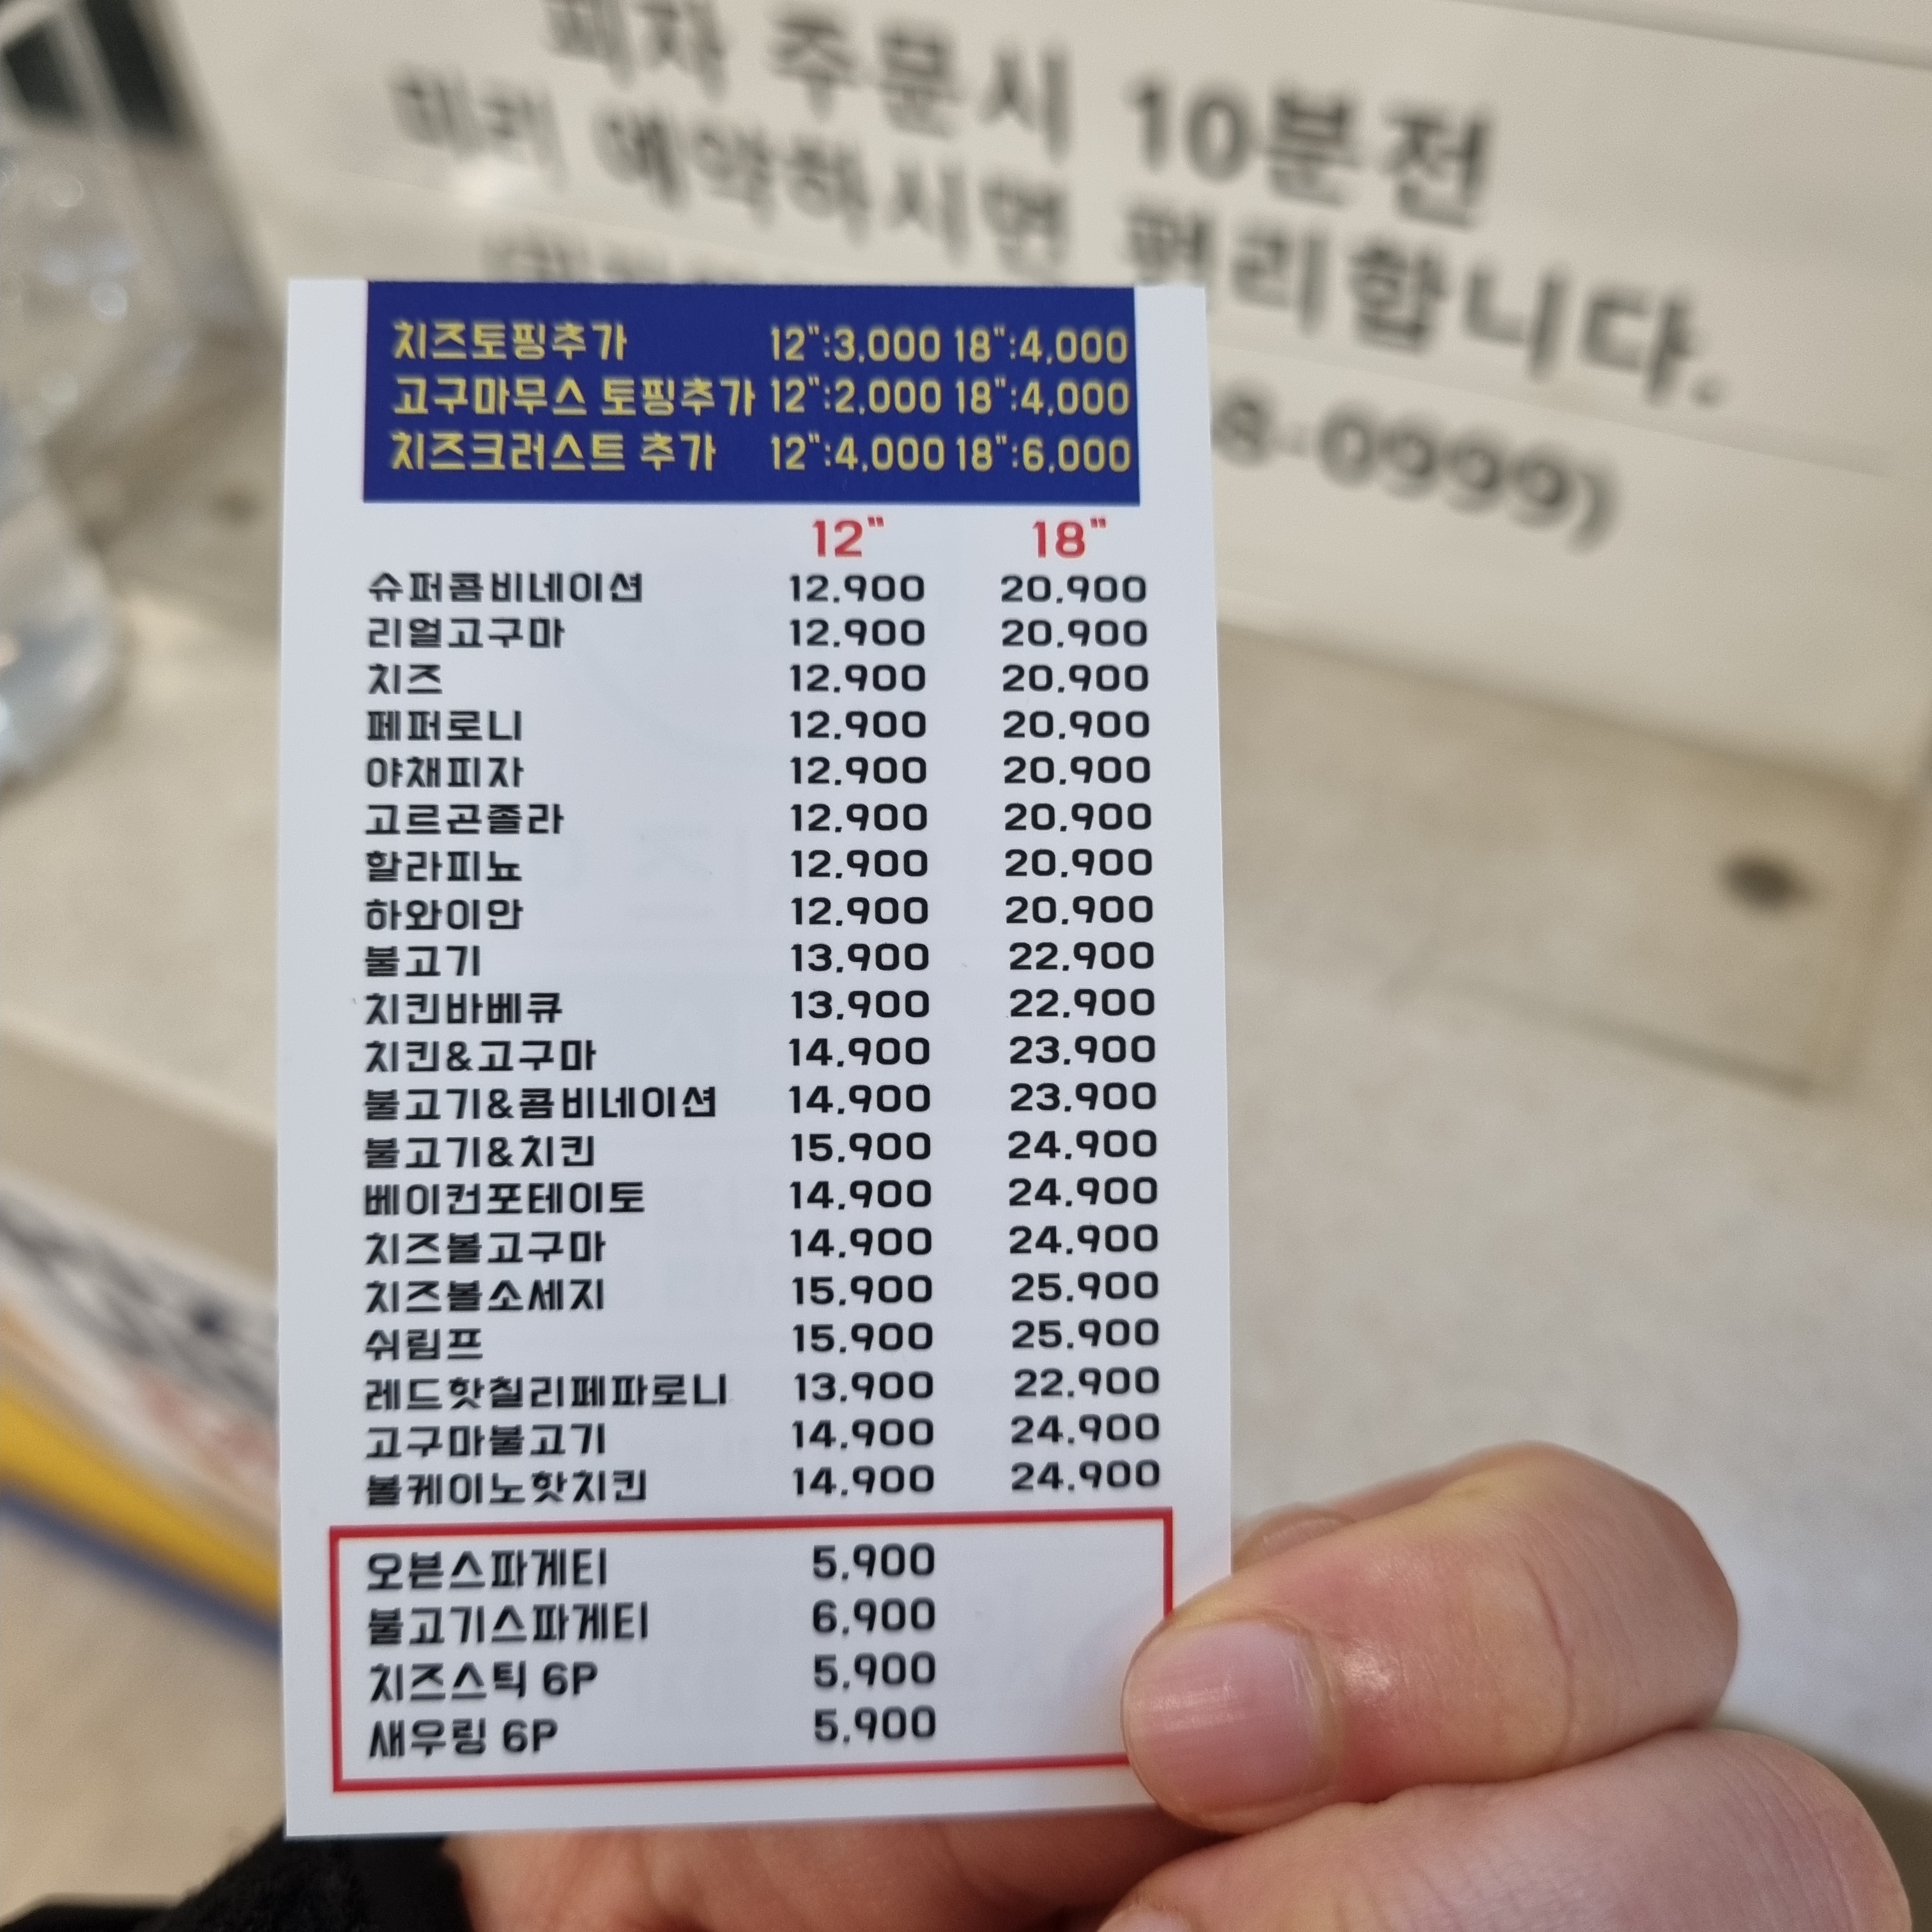 피자 주문시 10분전
미리 예약하시면 편리합니다.
8-0999)
치즈토핑추가 12":3,000 18":4,000
고구마무스 토핑추가 12":2,000 18":4,000
치즈크러스트 추가 12":4,000 18":6,000
12" 18"
슈퍼콤비네이션 12.900 20.900
리얼고구마 12.900 20.900
치즈 12.900 20.900
페퍼로니 12.900 20.900
야채피자 12.900 20.900
고르곤졸라 12.900 20.900
할라피뇨 12.900 20.900
하와이안 12.900 20.900
불고기 13.900 22.900
치킨바베큐 13.900 22.900
치킨&고구마 14.900 23.900
불고기&콤비네이션 14.900 23.900
불고기&치킨 15.900 24.900
베이컨포테이토 14.900 24.900
치즈볼고구마 14.900 24.900
치즈볼소세지 15.900 25.900
쉬림프 15.900 25.900
레드핫칠리페파로니 13.900 22.900
고구마불고기 14.900 24.900
볼케이노핫치킨 14.900 24.900
오븐스파게티 5.900
불고기스파게티 6.900
치즈스틱 6P 5.900
새우링 6P 5.900